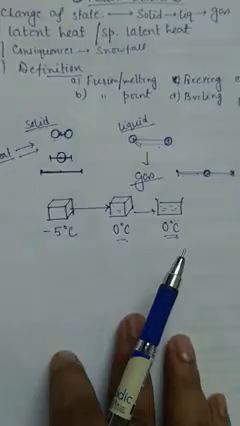 Change of state. → Solid → liq → gas
latent heat / sp. latent heat
Consequences → Snowfall
Definition
a) Fusion/melting
b) " point d) Boiling
Solid Liquid
Gas
-5°C 0°C 0°C